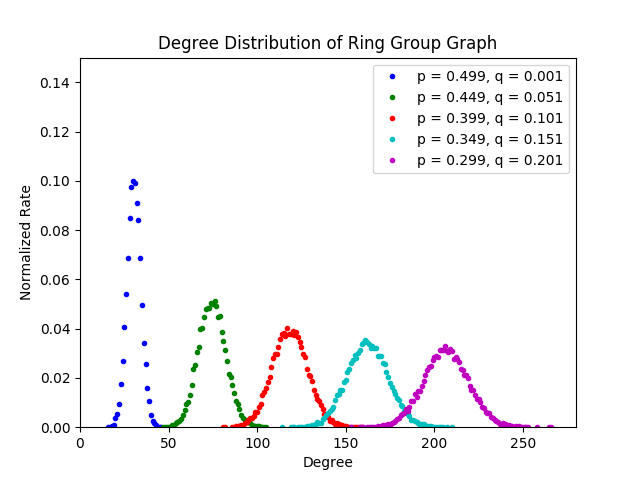 Degree Distribution of Ring Group Graph
p = 0.499, q = 0.001
p = 0.449, q = 0.051
p = 0.399, q = 0.101
p = 0.349, q = 0.151
p = 0.299, q = 0.201
Normalized Rate
0.14
0.12
0.10
0.08
0.06
0.04
0.02
0.00
0 50 100 150 200 250
Degree